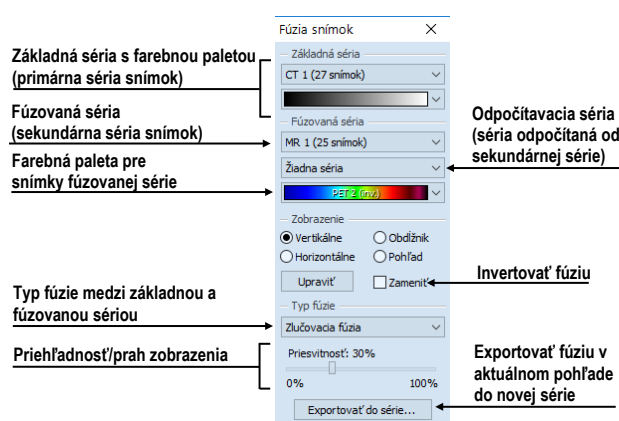 Fúzia snímok
Základná séria s farebnou paletou
(primárna séria snímok)
Základná séria
CT 1 (27 snímok)
Fúzovaná séria
(sekundárna séria snímok)
Fúzovaná séria
MR 1 (25 snímok)
Odpočítavacia séria
(séria odpočítaná od
sekundárnej série)
Farebná paleta pre
snímky fúzovanej série
Žiadna séria
PET 2 (inv.)
Zobrazenie
Vertikálne
Obdĺžnik
Horizontálne
Pohľad
Upraviť
Zameniť
Invertovať fúziu
Typ fúzie medzi základnou a
fúzovanou sériou
Typ fúzie
Zlučovacia fúzia
Priehľadnosť/prah zobrazenia
Priesvitnosť: 30%
0%
100%
Exportovať fúziu v
aktuálnom pohľade
do novej série
Exportovať do série...